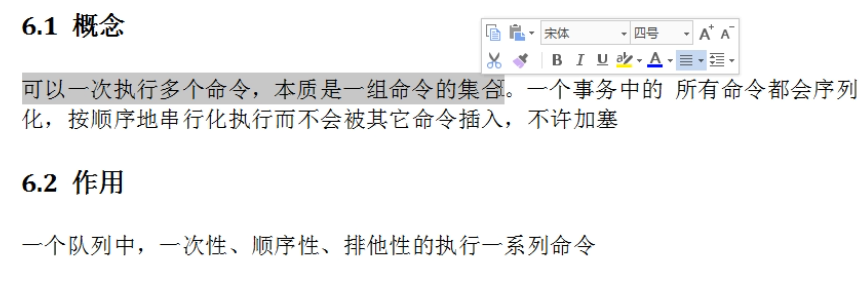 6.1 概念
宋体
四号
A+ A-
B I U ab A
可以一次执行多个命令，本质是一组命令的集合。一个事务中的 所有命令都会序列
化，按顺序地串行化执行而不会被其它命令插入，不许加塞
6.2 作用
一个队列中，一次性、顺序性、排他性的执行一系列命令